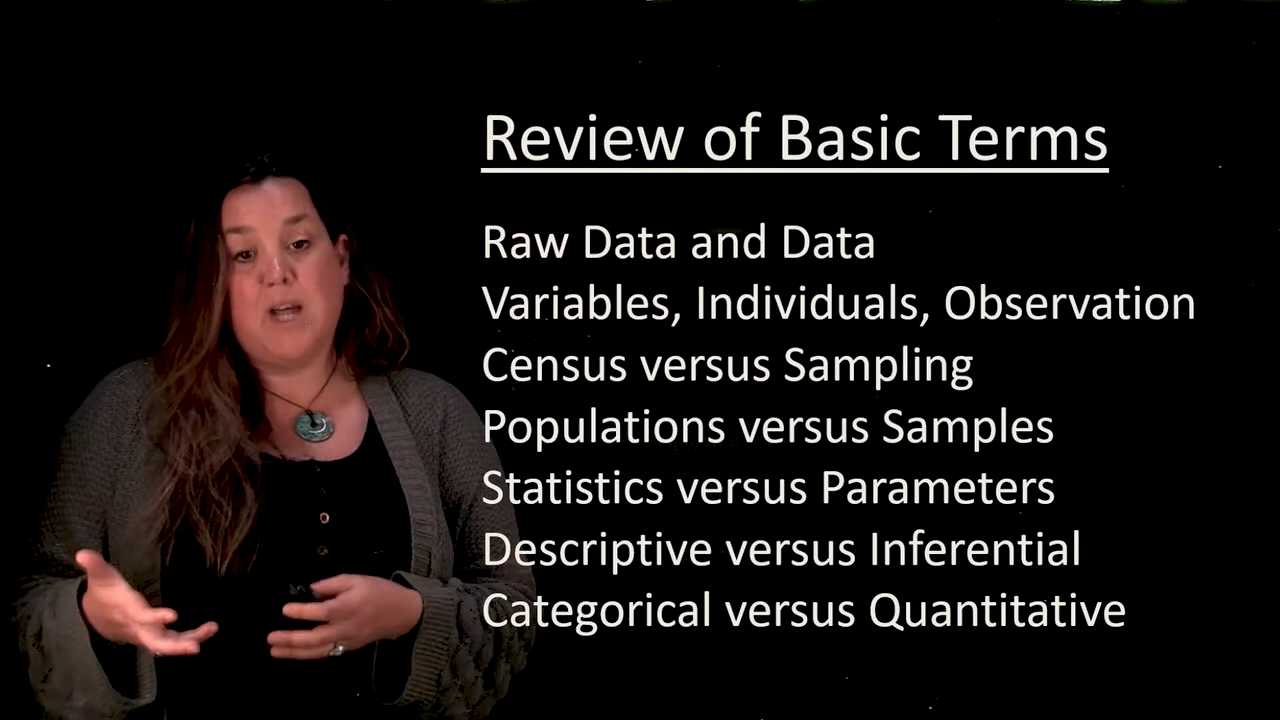 Review of Basic Terms
Raw Data and Data
Variables, Individuals, Observation
Census versus Sampling
Populations versus Samples
Statistics versus Parameters
Descriptive versus Inferential
Categorical versus Quantitative